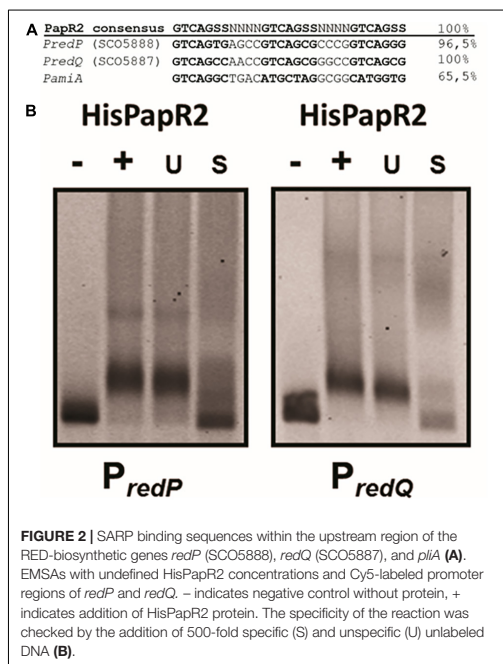 A PapR2 consensus GTCAGSSNNNNGTCAGSSNNNNGTCAGSS 100%
PredP (SCO5888) GTCAGTGAGCCGTCAGCGCCCGGTCAGGG 96,5%
PredQ (SCO5887) GTCAGCCAACCGTCAGCGGGCCGTCAGCG 100%
PamiA GTCAGGCTGACATGCTAGGCGGCATGGTG 65,5%
B HisPapR2 HisPapR2
- + U S - + U S
PredP PredQ
FIGURE 2 | SARP binding sequences within the upstream region of the
RED-biosynthetic genes redP (SCO5888), redQ (SCO5887), and pliA (A).
EMSAs with undefined HisPapR2 concentrations and Cy5-labeled promoter
regions of redP and redQ. – indicates negative control without protein, +
indicates addition of HisPapR2 protein. The specificity of the reaction was
checked by the addition of 500-fold specific (S) and unspecific (U) unlabeled
DNA (B).